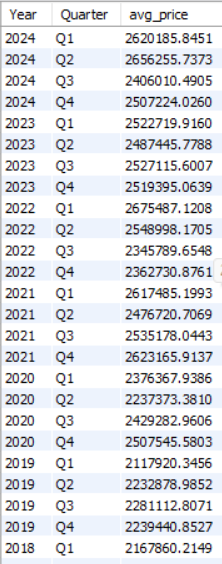 Year Quarter avg_price
2024 Q1 2620185.8451
2024 Q2 2656255.7373
2024 Q3 2406010.4905
2024 Q4 2507224.0260
2023 Q1 2522719.9160
2023 Q2 2487445.7788
2023 Q3 2527115.6007
2023 Q4 2519395.0639
2022 Q1 2675487.1208
2022 Q2 2548998.1705
2022 Q3 2345789.6548
2022 Q4 2362730.8761
2021 Q1 2617485.1993
2021 Q2 2476720.7069
2021 Q3 2535178.0443
2021 Q4 2623165.9137
2020 Q1 2376367.9386
2020 Q2 2237373.3810
2020 Q3 2429282.9606
2020 Q4 2507545.5803
2019 Q1 2117920.3456
2019 Q2 2232878.9852
2019 Q3 2281112.8071
2019 Q4 2239440.8527
2018 Q1 2167860.2149